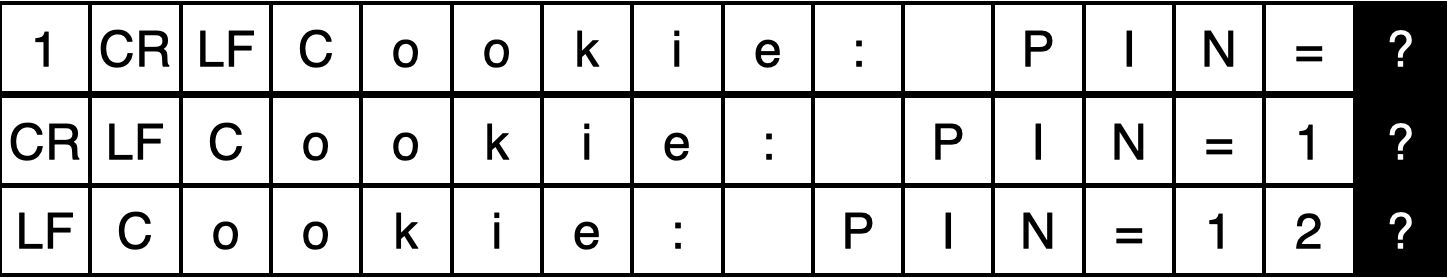 1 CR LF C o o k i e : P I N = ?
CR LF C o o k i e : P I N = 1 ?
LF C o o k i e : P I N = 1 2 ?